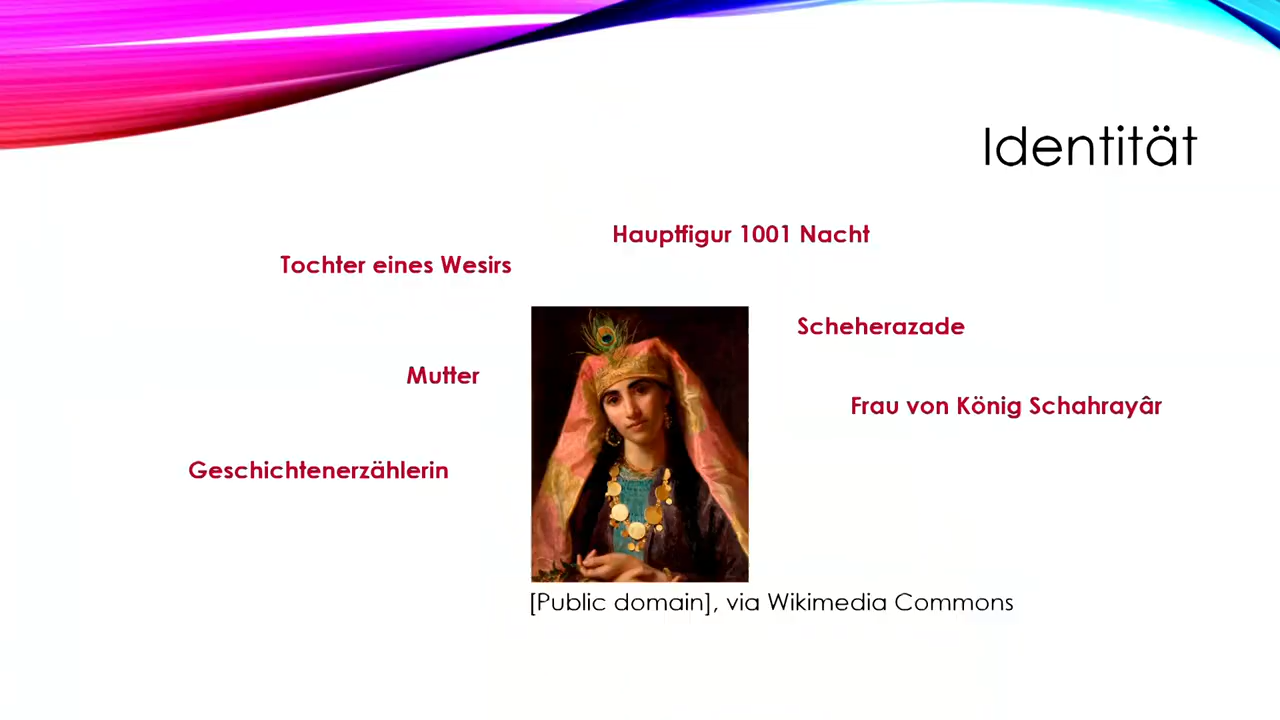 Identität
Hauptfigur 1001 Nacht
Tochter eines Wesirs
Scheherazade
Mutter
Frau von König Schahrayâr
Geschichtenerzählerin
[Public domain], via Wikimedia Commons